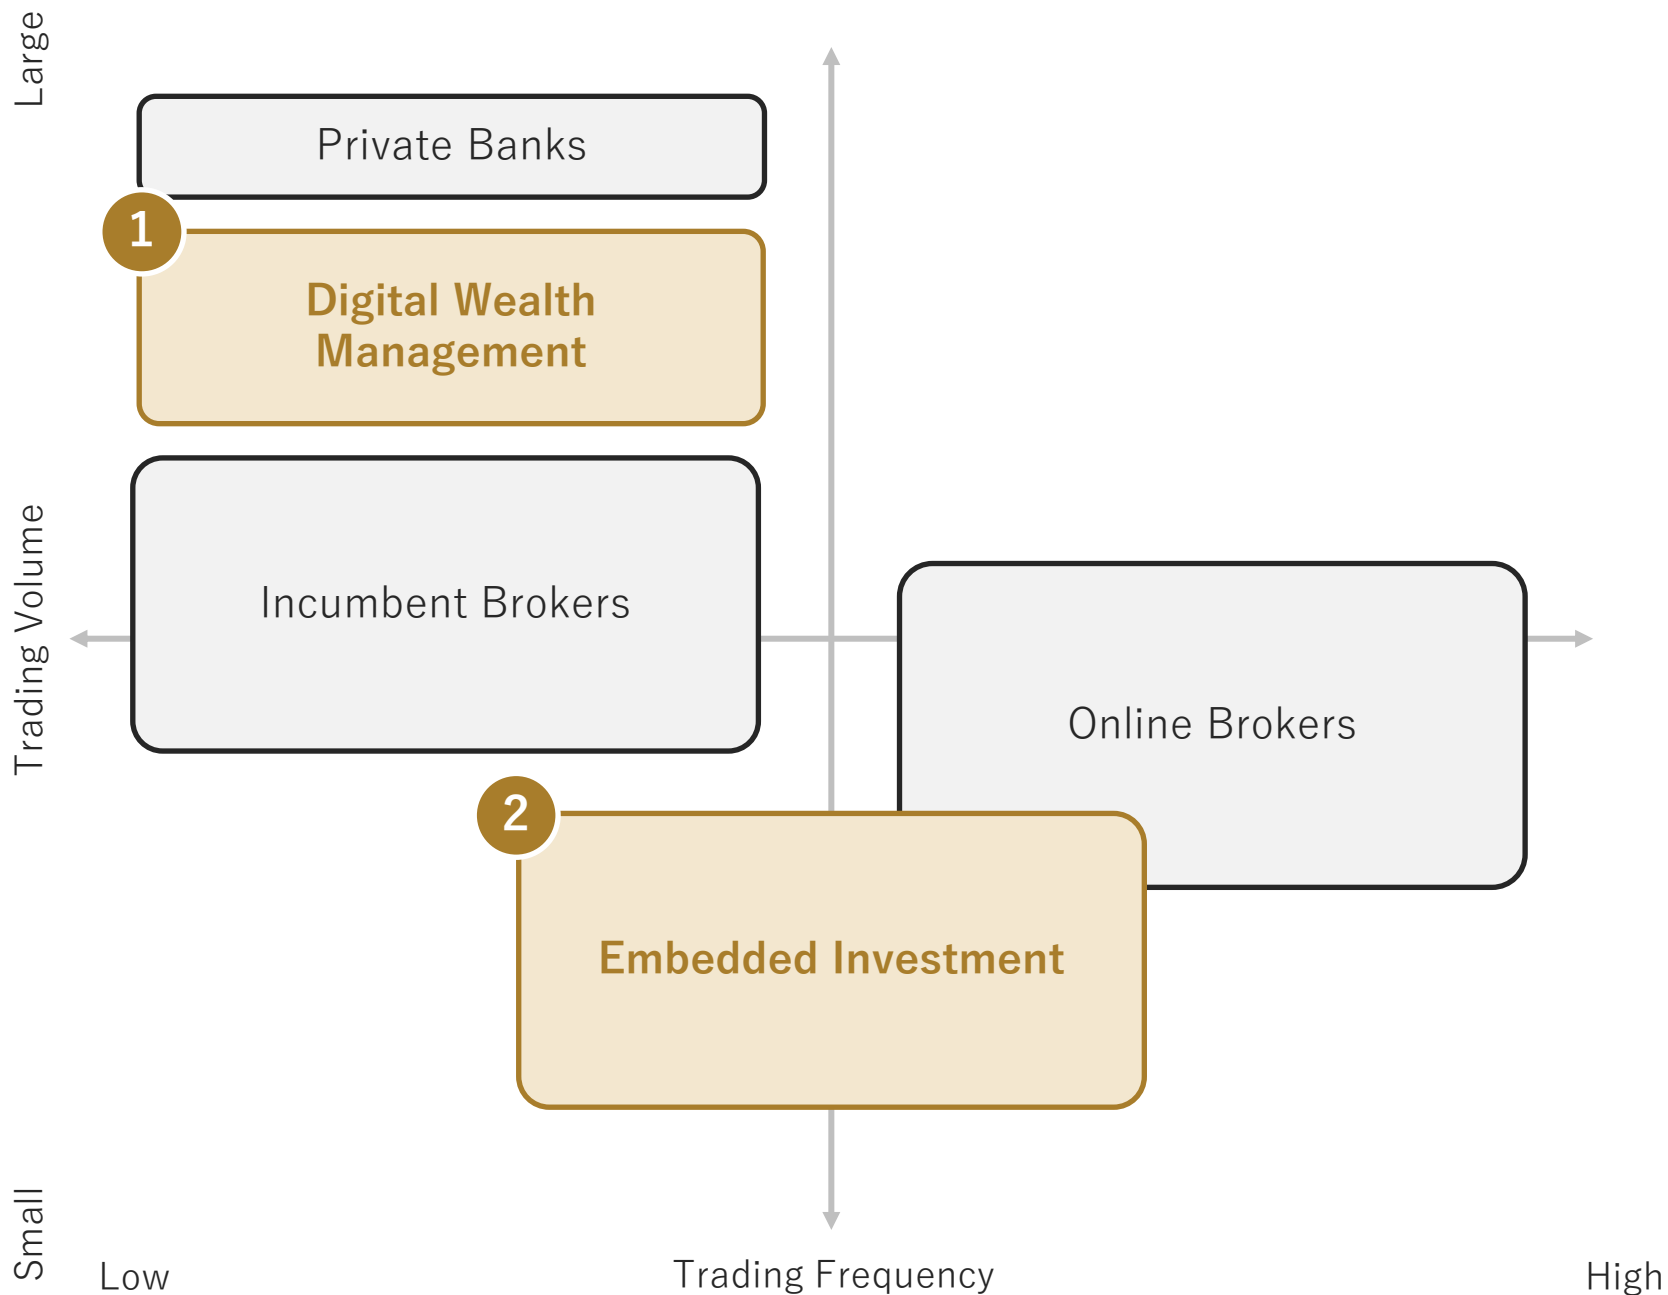 Large
Private Banks
1
Digital Wealth
Management
Trading Volume
Incumbent Brokers
Online Brokers
2
Embedded Investment
Small
Low
Trading Frequency
High